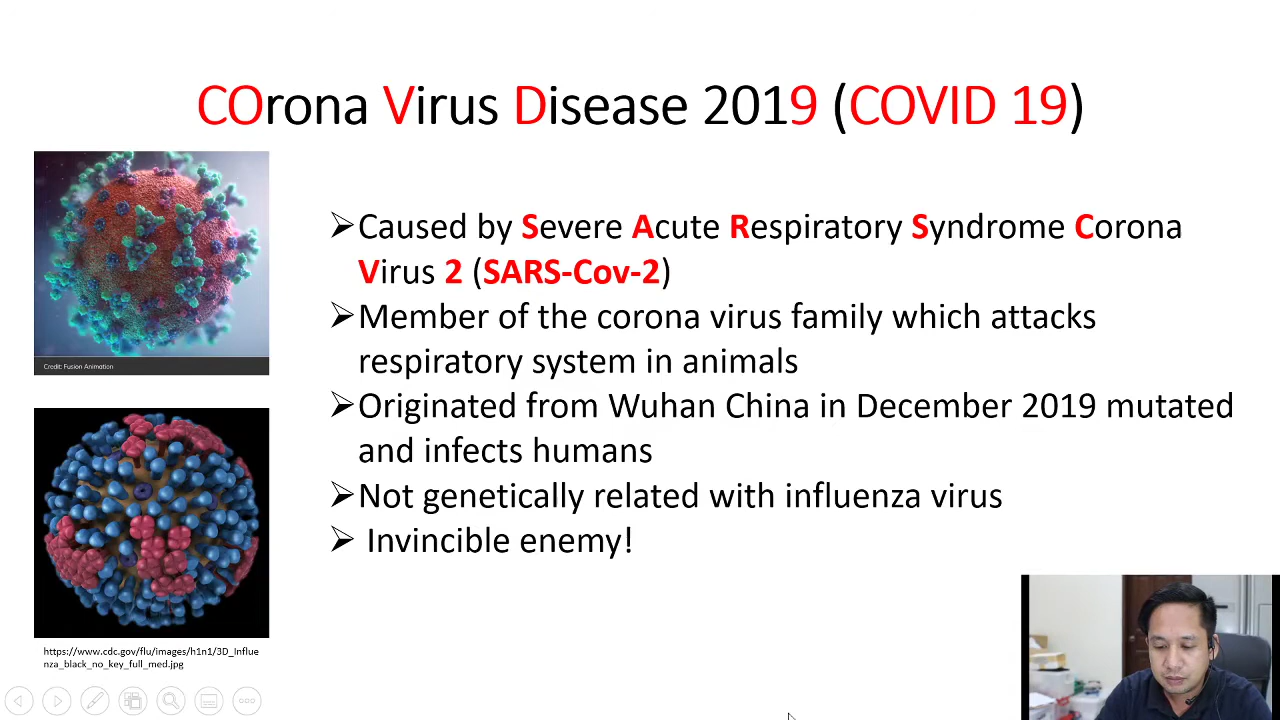 COrona Virus Disease 2019 (COVID 19)
Credit: Fusion Animation
➢Caused by Severe Acute Respiratory Syndrome Corona
Virus 2 (SARS-Cov-2)
➢Member of the corona virus family which attacks
respiratory system in animals
➢Originated from Wuhan China in December 2019 mutated
and infects humans
➢Not genetically related with influenza virus
➢ Invincible enemy!
https://www.cdc.gov/flu/images/h1n1/3D_Influe
nza_black_no_key_full_med.jpg